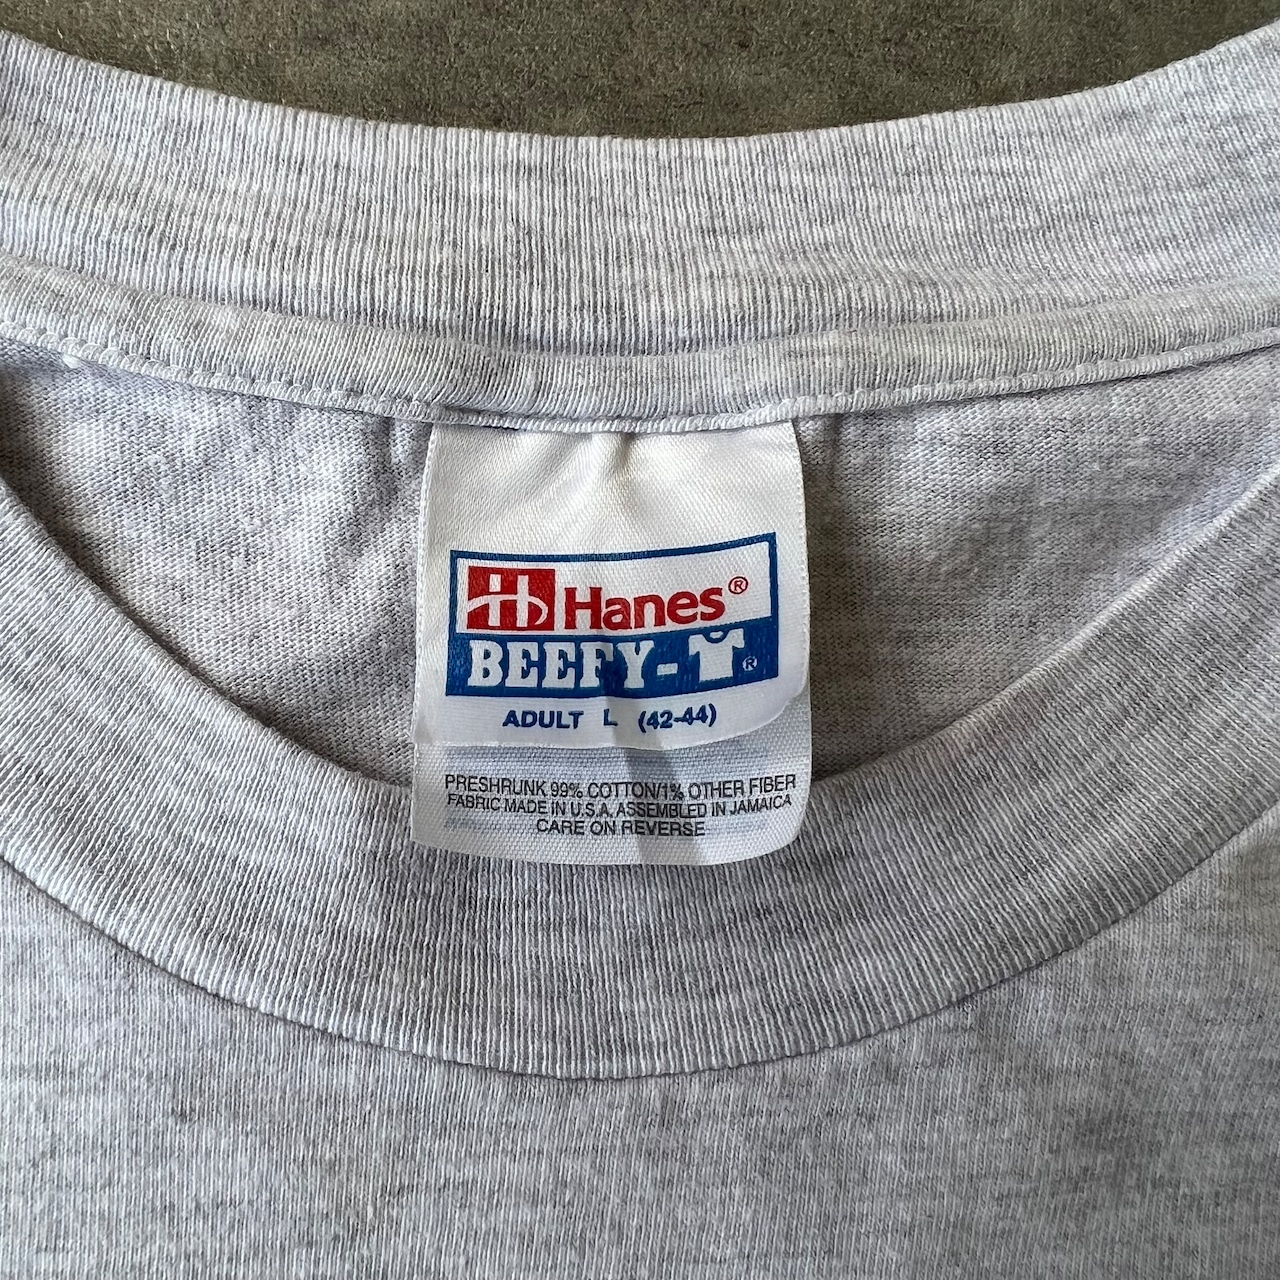 Hanes®
BEEFY-T®
ADULT L (42-44)
PRESHRUNK 99% COTTON/1% OTHER FIBER
FABRIC MADE IN U.S.A. ASSEMBLED IN JAMAICA
CARE ON REVERSE